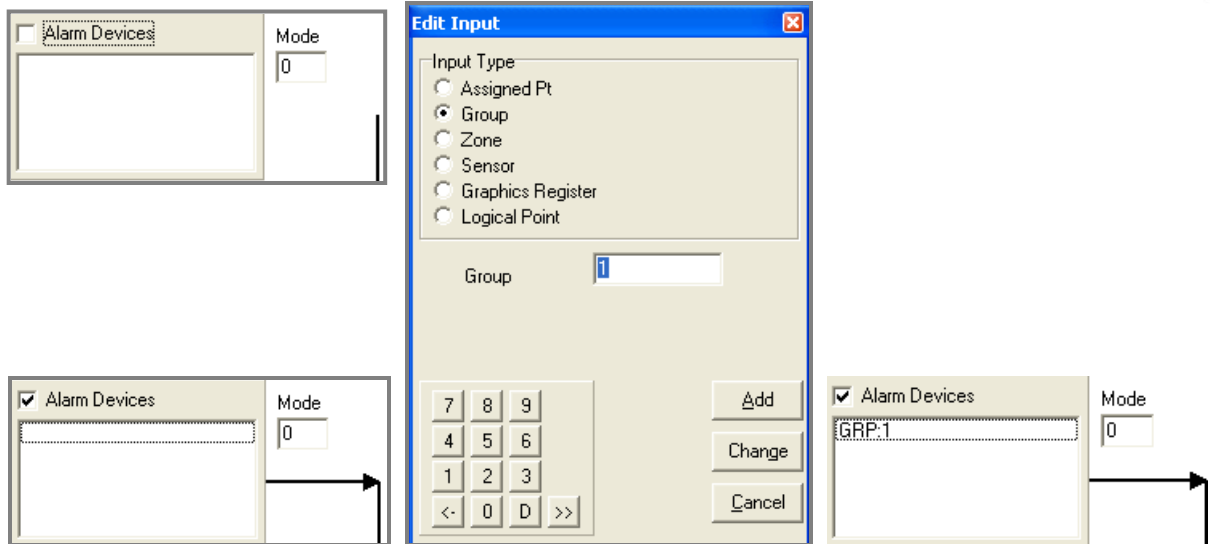 Alarm Devices
Mode
0
Edit Input
Input Type
Assigned Pt
Group
Zone
Sensor
Graphics Register
Logical Point
Group
1
7 8 9
4 5 6
1 2 3
<- 0 D >>
Add
Change
Cancel
Alarm Devices
Mode
0
Alarm Devices
Mode
GRP:1
0